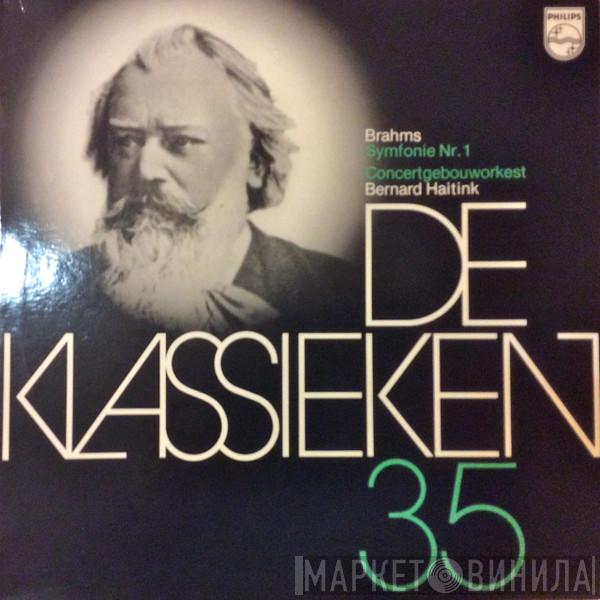 PHILIPS
Brahms
Symfonie Nr. 1
Concertgebouworkest
Bernard Haitink
DE
KLASSIEKEN
35
МАРКЕТ ВИНИЛА